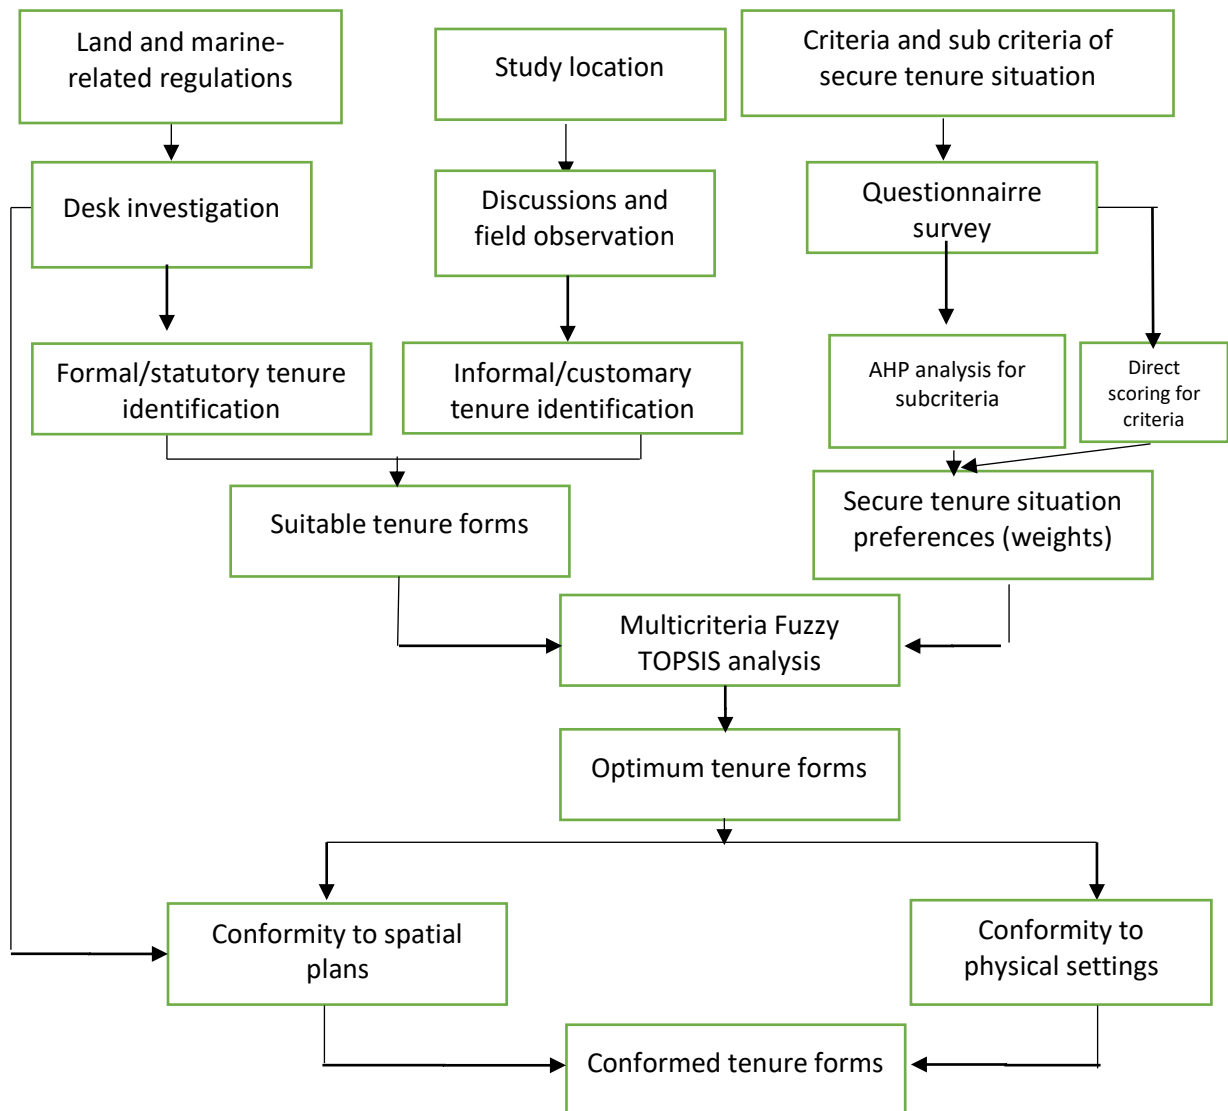 Land and marine-
related regulations
Study location
Criteria and sub criteria of
secure tenure situation
Desk investigation
Discussions and
field observation
Questionnairre
survey
Formal/statutory tenure
identification
Informal/customary
tenure identification
AHP analysis for
subcriteria
Direct
scoring for
criteria
Suitable tenure forms
Secure tenure situation
preferences (weights)
Multicriteria Fuzzy
TOPSIS analysis
Optimum tenure forms
Conformity to spatial
plans
Conformity to
physical settings
Conformed tenure forms